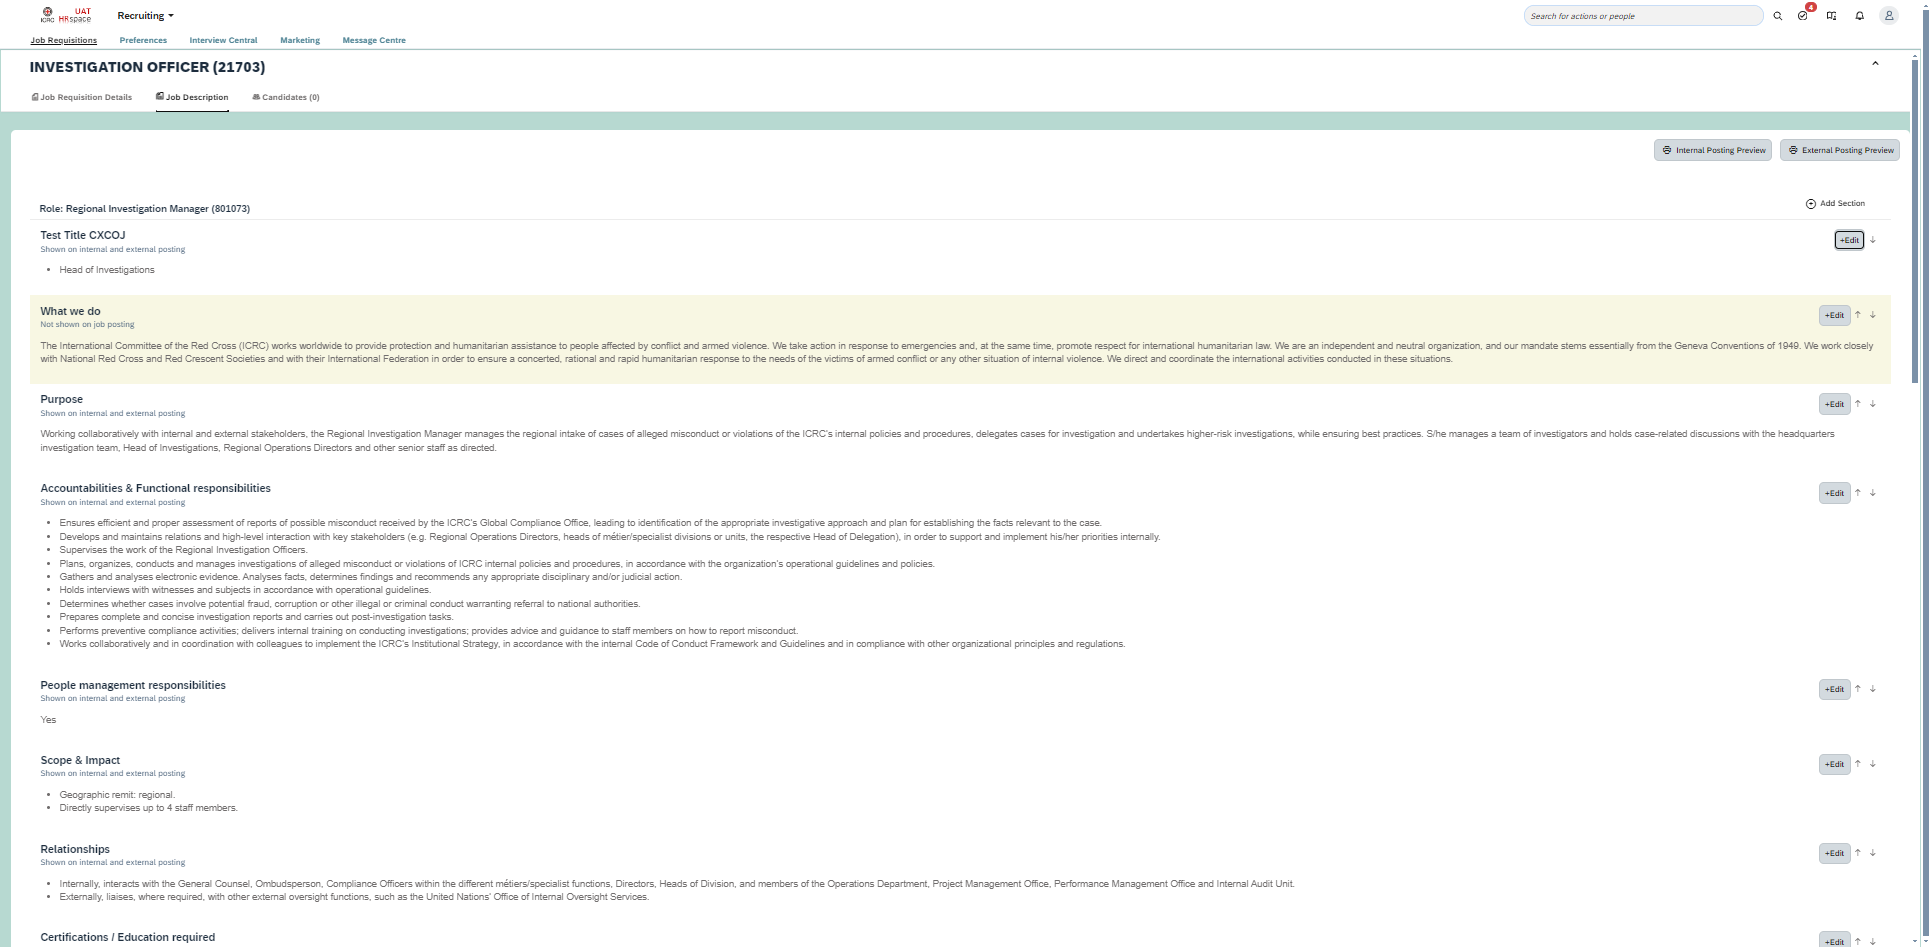 ICRC
UAT
HRspace
Recruiting
Search for actions or people
4
Job Requisitions
Preferences
Interview Central
Marketing
Message Centre
INVESTIGATION OFFICER (21703)
Job Requisition Details
Job Description
Candidates (0)
Internal Posting Preview
External Posting Preview
Role: Regional Investigation Manager (801073)
Add Section
Test Title CXCOJ
Shown on internal and external posting
+Edit
• Head of Investigations
What we do
Not shown on job posting
+Edit
The International Committee of the Red Cross (ICRC) works worldwide to provide protection and humanitarian assistance to people affected by conflict and armed violence. We take action in response to emergencies and, at the same time, promote respect for international humanitarian law. We are an independent and neutral organization, and our mandate stems essentially from the Geneva Conventions of 1949. We work closely
with National Red Cross and Red Crescent Societies and with their International Federation in order to ensure a concerted, rational and rapid humanitarian response to the needs of the victims of armed conflict or any other situation of internal violence. We direct and coordinate the international activities conducted in these situations.
Purpose
Shown on internal and external posting
+Edit
Working collaboratively with internal and external stakeholders, the Regional Investigation Manager manages the regional intake of cases of alleged misconduct or violations of the ICRC's internal policies and procedures, delegates cases for investigation and undertakes higher-risk investigations, while ensuring best practices. S/he manages a team of investigators and holds case-related discussions with the headquarters
investigation team, Head of Investigations, Regional Operations Directors and other senior staff as directed.
Accountabilities & Functional responsibilities
Shown on internal and external posting
+Edit
• Ensures efficient and proper assessment of reports of possible misconduct received by the ICRC's Global Compliance Office, leading to identification of the appropriate investigative approach and plan for establishing the facts relevant to the case.
• Develops and maintains relations and high-level interaction with key stakeholders (e.g. Regional Operations Directors, heads of métier/specialist divisions or units, the respective Head of Delegation), in order to support and implement his/her priorities internally.
• Supervises the work of the Regional Investigation Officers.
• Plans, organizes, conducts and manages investigations of alleged misconduct or violations of ICRC internal policies and procedures, in accordance with the organization's operational guidelines and policies.
• Gathers and analyses electronic evidence. Analyses facts, determines findings and recommends any appropriate disciplinary and/or judicial action.
• Holds interviews with witnesses and subjects in accordance with operational guidelines.
• Determines whether cases involve potential fraud, corruption or other illegal or criminal conduct warranting referral to national authorities.
• Prepares complete and concise investigation reports and carries out post-investigation tasks.
• Performs preventive compliance activities; delivers internal training on conducting investigations; provides advice and guidance to staff members on how to report misconduct.
• Works collaboratively and in coordination with colleagues to implement the ICRC's Institutional Strategy, in accordance with the internal Code of Conduct Framework and Guidelines and in compliance with other organizational principles and regulations.
People management responsibilities
Shown on internal and external posting
+Edit
Yes
Scope & Impact
Shown on internal and external posting
+Edit
• Geographic remit: regional.
• Directly supervises up to 4 staff members.
Relationships
Shown on internal and external posting
+Edit
• Internally, interacts with the General Counsel, Ombudsperson, Compliance Officers within the different métiers/specialist functions, Directors, Heads of Division, and members of the Operations Department, Project Management Office, Performance Management Office and Internal Audit Unit.
• Externally, liaises, where required, with other external oversight functions, such as the United Nations' Office of Internal Oversight Services.
Certifications / Education required
+Edit